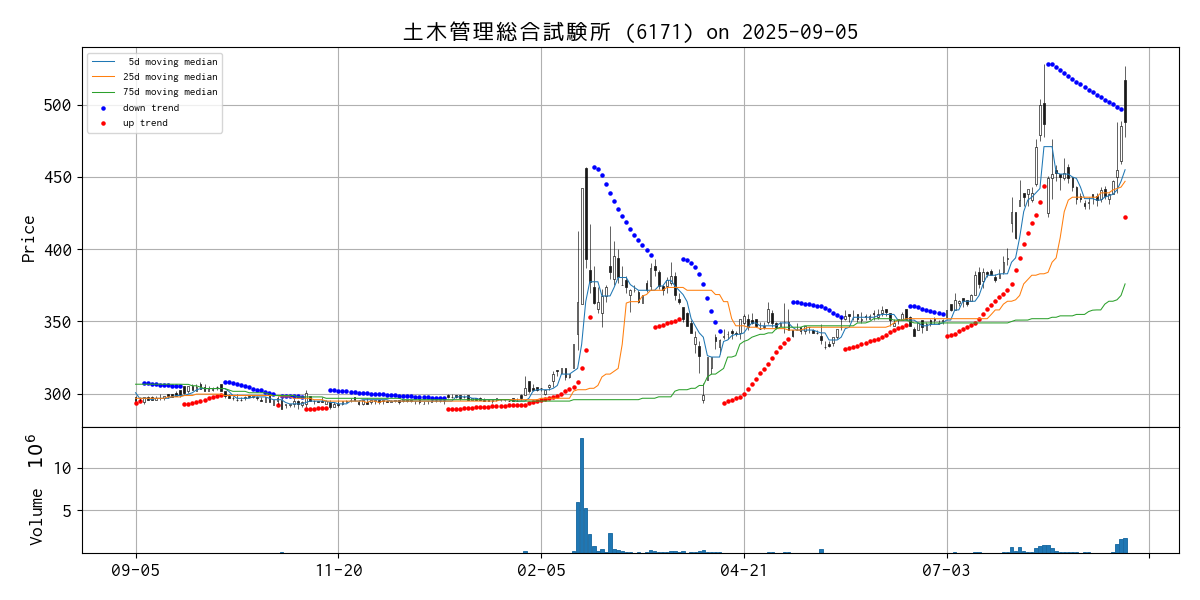 土木管理総合試験所 (6171) on 2025-09-05
5d moving median
25d moving median
75d moving median
down trend
up trend
Price
500
450
400
350
300
Volume 10^6
10
5
09-05 11-20 02-05 04-21 07-03